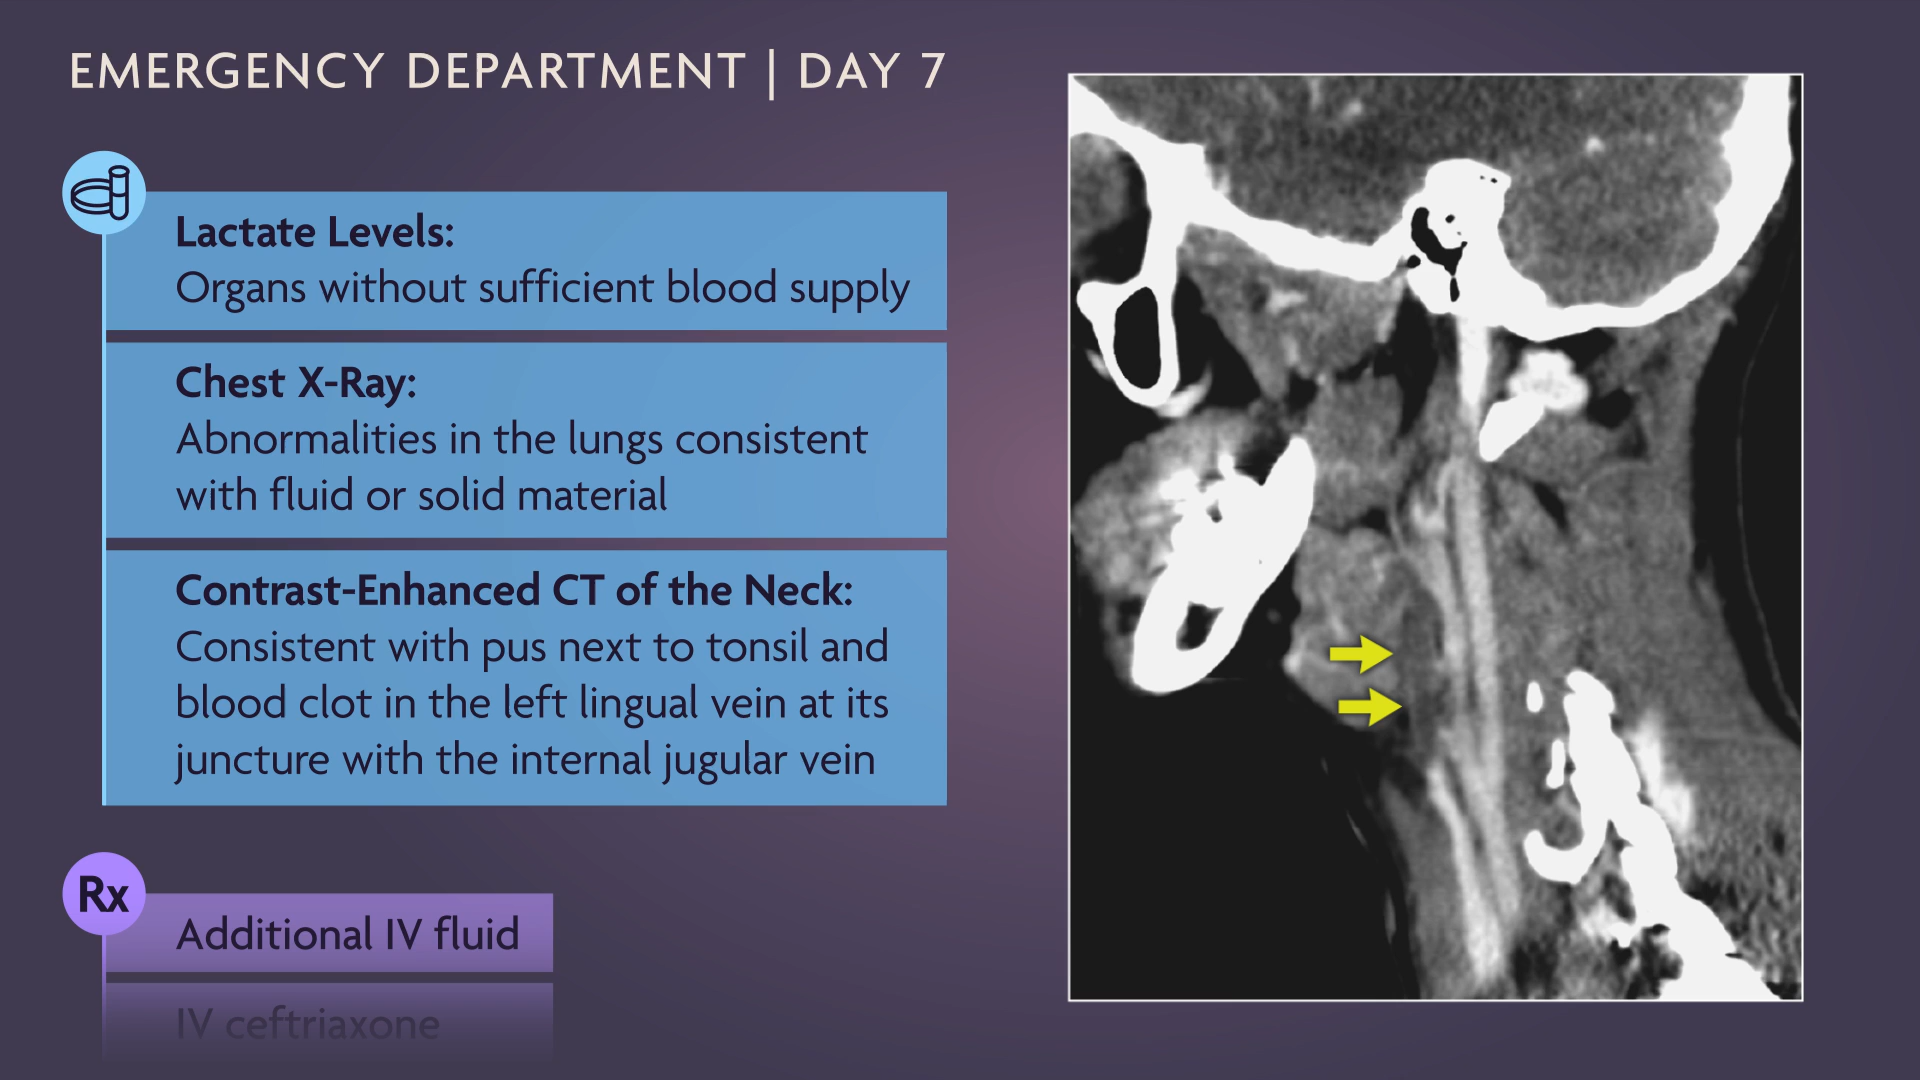 EMERGENCY DEPARTMENT | DAY 7
Lactate Levels:
Organs without sufficient blood supply
Chest X-Ray:
Abnormalities in the lungs consistent
with fluid or solid material
Contrast-Enhanced CT of the Neck:
Consistent with pus next to tonsil and
blood clot in the left lingual vein at its
juncture with the internal jugular vein
Rx
Additional IV fluid
IV ceftriaxone